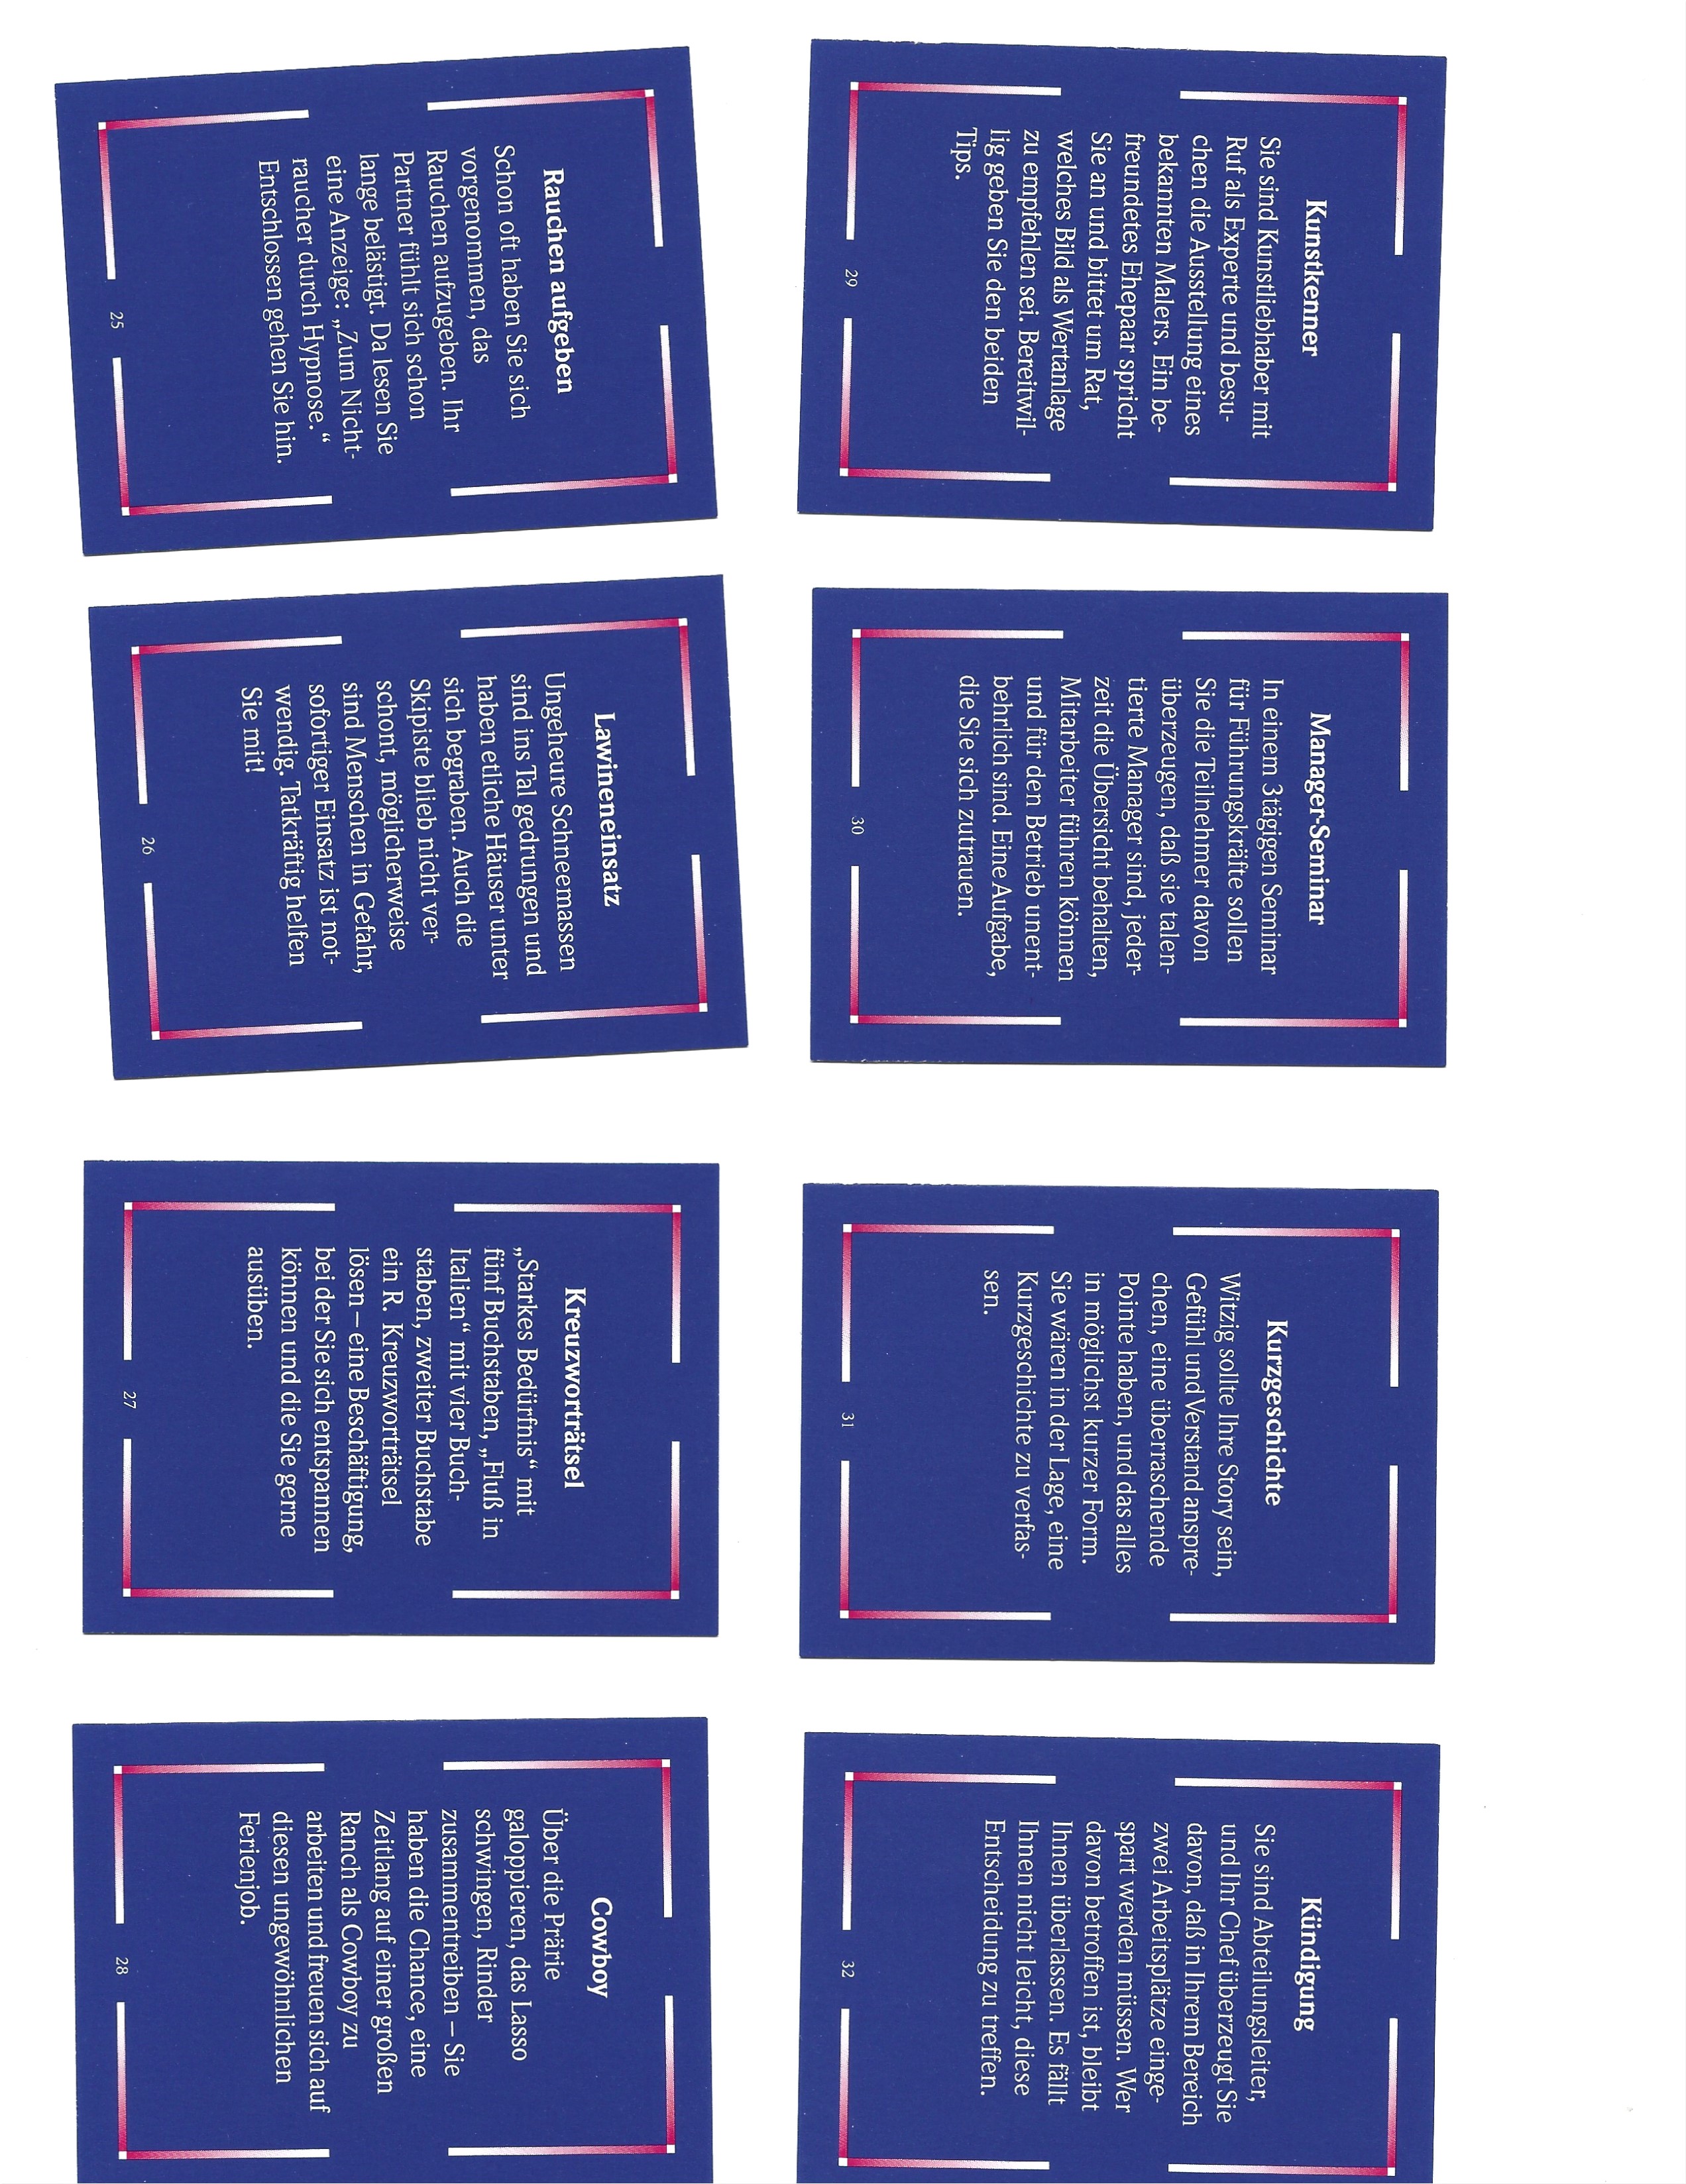 Rauchen aufgeben
Schon oft haben Sie sich
vorgenommen, das
Rauchen aufzugeben. Ihr
Partner fühlt sich schon
lange belästigt. Da lesen Sie
eine Anzeige: „Zum Nicht-
raucher durch Hypnose.“
Entschlossen gehen Sie hin.
25
Lawineneinsatz
Ungeheure Schneemassen
sind ins Tal gedrungen und
haben etliche Häuser unter
sich begraben. Auch die
Skipiste blieb nicht ver-
schont, möglicherweise
sind Menschen in Gefahr,
sofortiger Einsatz ist not-
wendig. Tatkräftig helfen
Sie mit!
26
Kreuzworträtsel
„Starkes Bedürfnis“ mit
fünf Buchstaben, „Fluß in
Italien“ mit vier Buch-
staben, zweiter Buchstabe
ein R. Kreuzworträtsel
lösen – eine Beschäftigung,
bei der Sie sich entspannen
können und die Sie gerne
ausüben.
27
Cowboy
Über die Prärie
galoppieren, das Lasso
schwingen, Rinder
zusammentreiben – Sie
haben die Chance, eine
Zeitlang auf einer großen
Ranch als Cowboy zu
arbeiten und freuen sich auf
diesen ungewöhnlichen
Ferienjob.
28
Kunstkenner
Sie sind Kunstliebhaber mit
Ruf als Experte und besu-
chen die Ausstellung eines
bekannten Malers. Ein be-
freundetes Ehepaar spricht
Sie an und bittet um Rat,
welches Bild als Wertanlage
zu empfehlen sei. Bereitwil-
lig geben Sie den beiden
Tips.
29
Manager-Seminar
In einem 3tägigen Seminar
für Führungskräfte sollen
Sie die Teilnehmer davon
überzeugen, daß sie talen-
tierte Manager sind, jeder-
zeit die Übersicht behalten,
Mitarbeiter führen können
und für den Betrieb unent-
behrlich sind. Eine Aufgabe,
die Sie sich zutrauen.
30
Kurzgeschichte
Witzig sollte Ihre Story sein,
Gefühl und Verstand anspre-
chen, eine überraschende
Pointe haben, und das alles
in möglichst kurzer Form.
Sie wären in der Lage, eine
Kurzgeschichte zu verfas-
sen.
31
Kündigung
Sie sind Abteilungsleiter,
und Ihr Chef überzeugt Sie
davon, daß in Ihrem Bereich
zwei Arbeitsplätze einge-
spart werden müssen. Wer
davon betroffen ist, bleibt
Ihnen überlassen. Es fällt
Ihnen nicht leicht, diese
Entscheidung zu treffen.
32